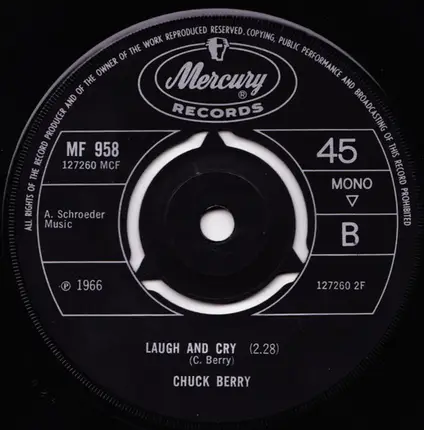 ALL RIGHTS OF THE RECORD PRODUCER AND OF THE OWNER OF THE WORK REPRODUCED RESERVED. COPYING, PUBLIC PERFORMANCE AND BROADCASTING OF THIS RECORD PROHIBITED
Mercury
®
RECORDS
MF 958
127260 MCF
45
MONO
A. Schroeder
Music
B
℗ 1966
127260 2F
LAUGH AND CRY (2.28)
(C. Berry)
CHUCK BERRY